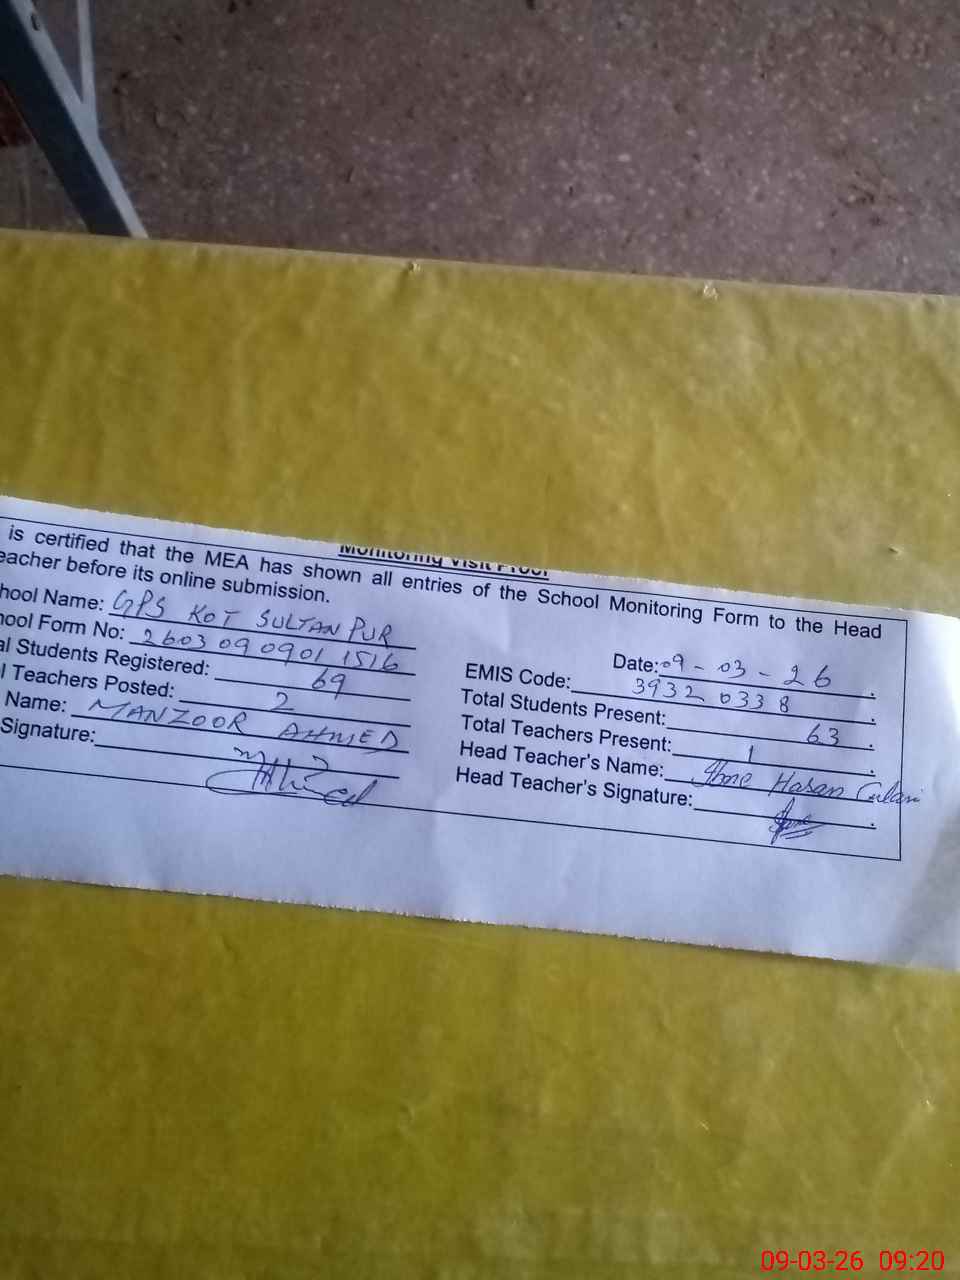 Monitoring Visit Proof
is certified that the MEA has shown all entries of the School Monitoring Form to the Head
eacher before its online submission.
hool Name: GPS KOT SULTAN PUR
Date: 09 - 03 - 26
hool Form No: 2603 09 0901 1516
EMIS Code: 3932 0338
al Students Registered: 69
Total Students Present: 63
l Teachers Posted: 2
Total Teachers Present: 1
Name: MANZOOR AHMED
Head Teacher's Name: Hasan
Signature:
Head Teacher's Signature:
09-03-26 09:20